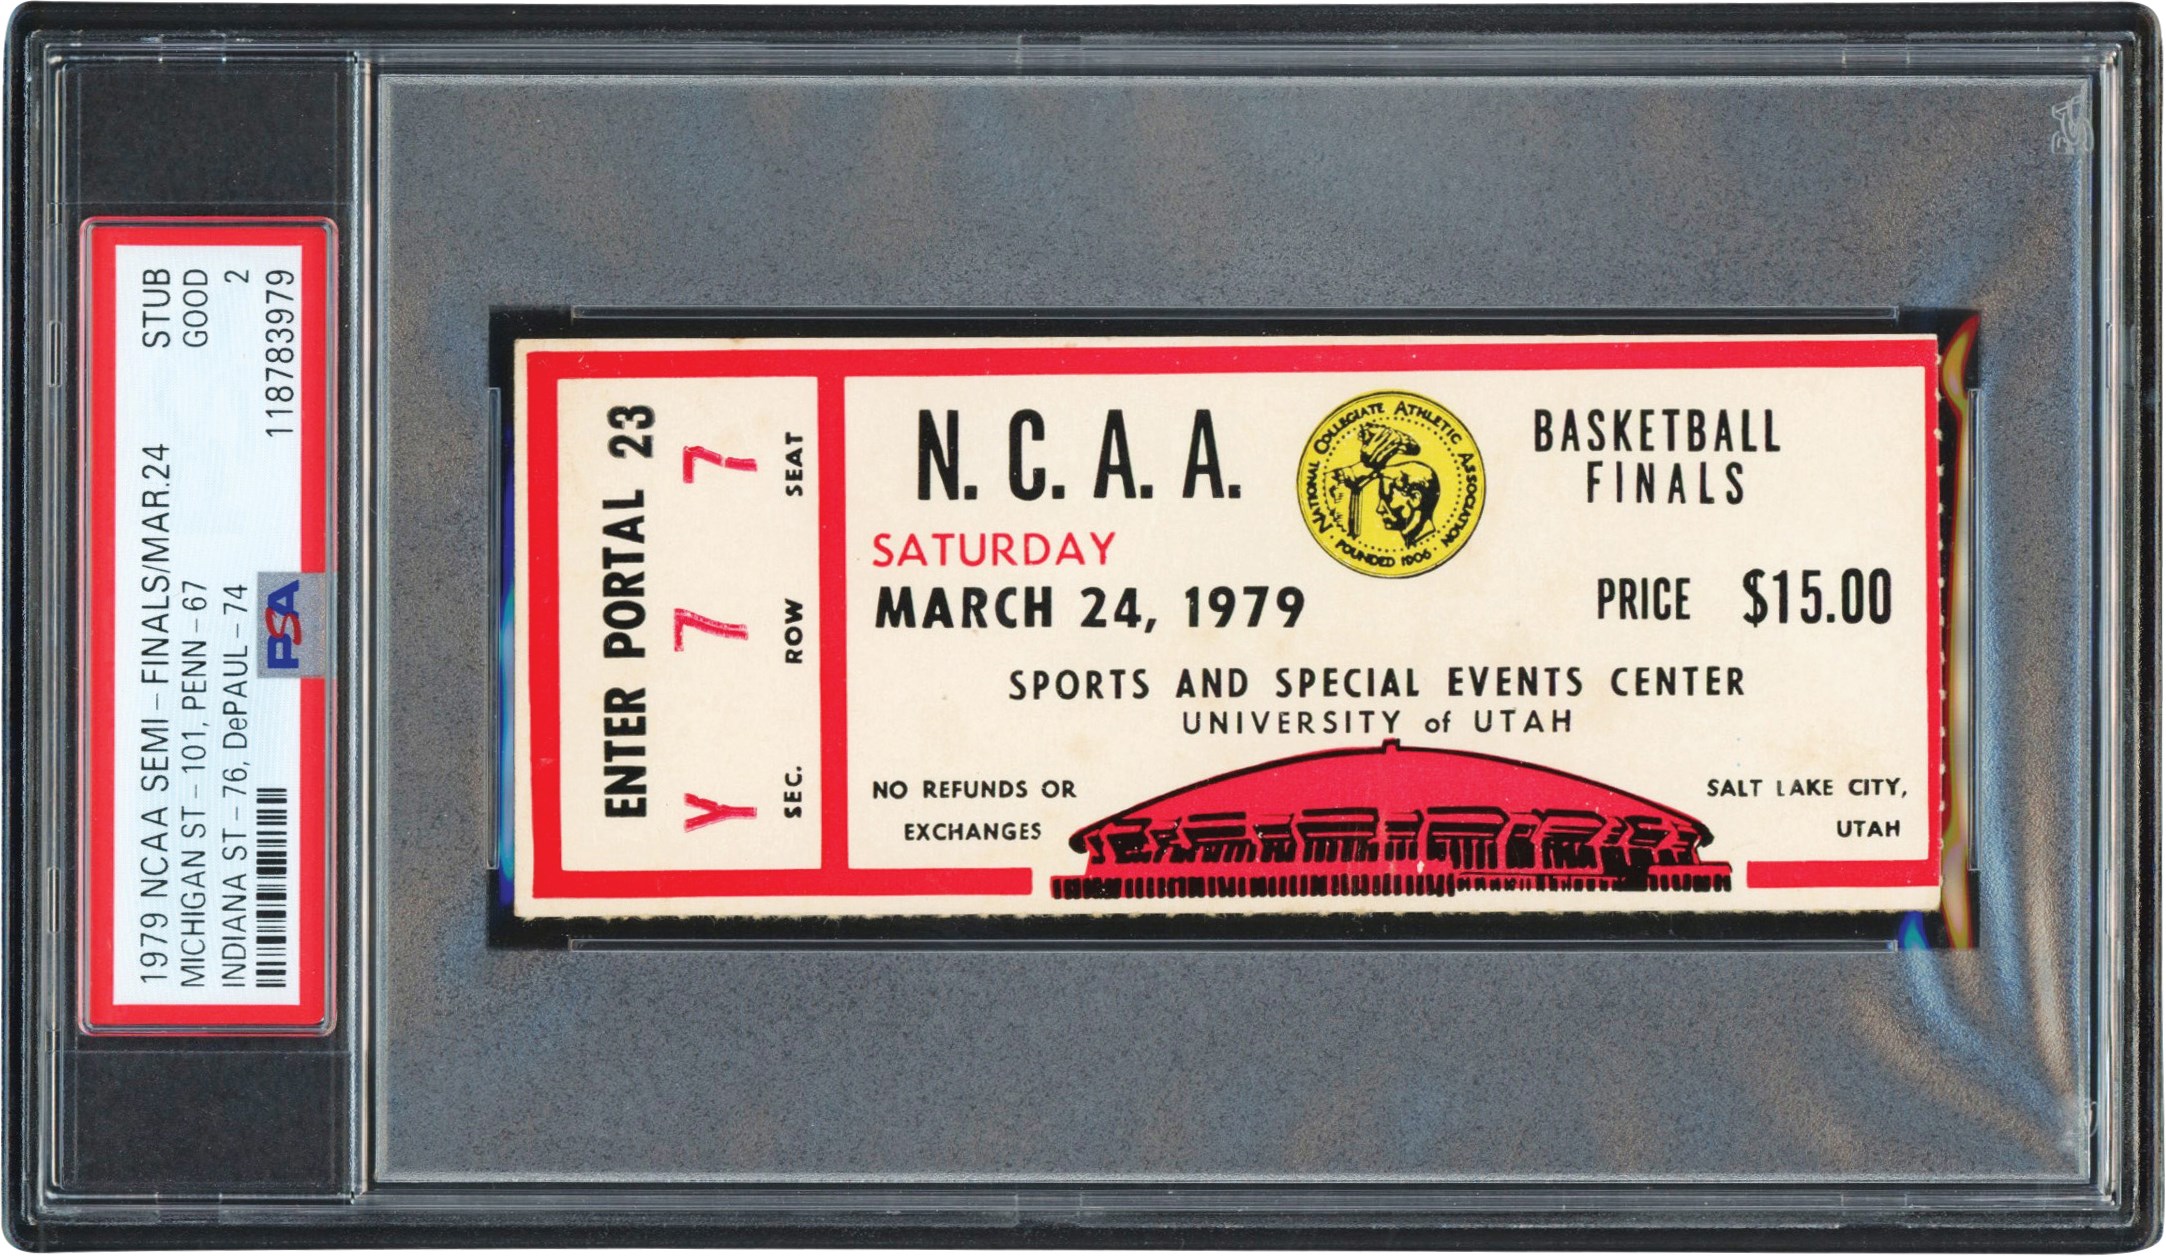 1979 NCAA SEMI-FINALS/MAR.24 STUB
MICHIGAN ST-101, PENN-67 GOOD
INDIANA ST-76, DePAUL-74 2
118783979
PSA
ENTER PORTAL 23
Y 7 7
SEC. ROW SEAT
N.C.A.A.
NATIONAL COLLEGIATE ATHLETIC ASSOCIATION
FOUNDED 1906
BASKETBALL
FINALS
SATURDAY
MARCH 24, 1979
PRICE $15.00
SPORTS AND SPECIAL EVENTS CENTER
UNIVERSITY of UTAH
NO REFUNDS OR
EXCHANGES
SALT LAKE CITY,
UTAH